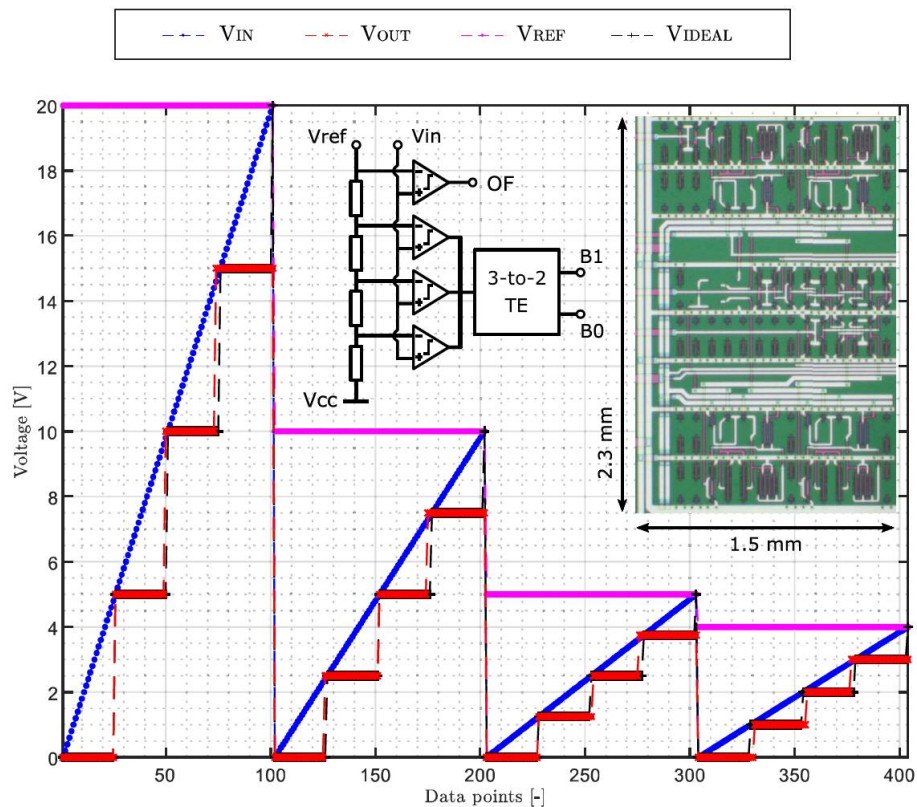 VIN VOUT VREF VIDEAL
20
18
16
14
12
10
8
6
4
2
0
Voltage [V]
Vref Vin
OF
3-to-2
TE
B1
B0
Vcc
2.3 mm
1.5 mm
50 100 150 200 250 300 350 400
Data points [-]